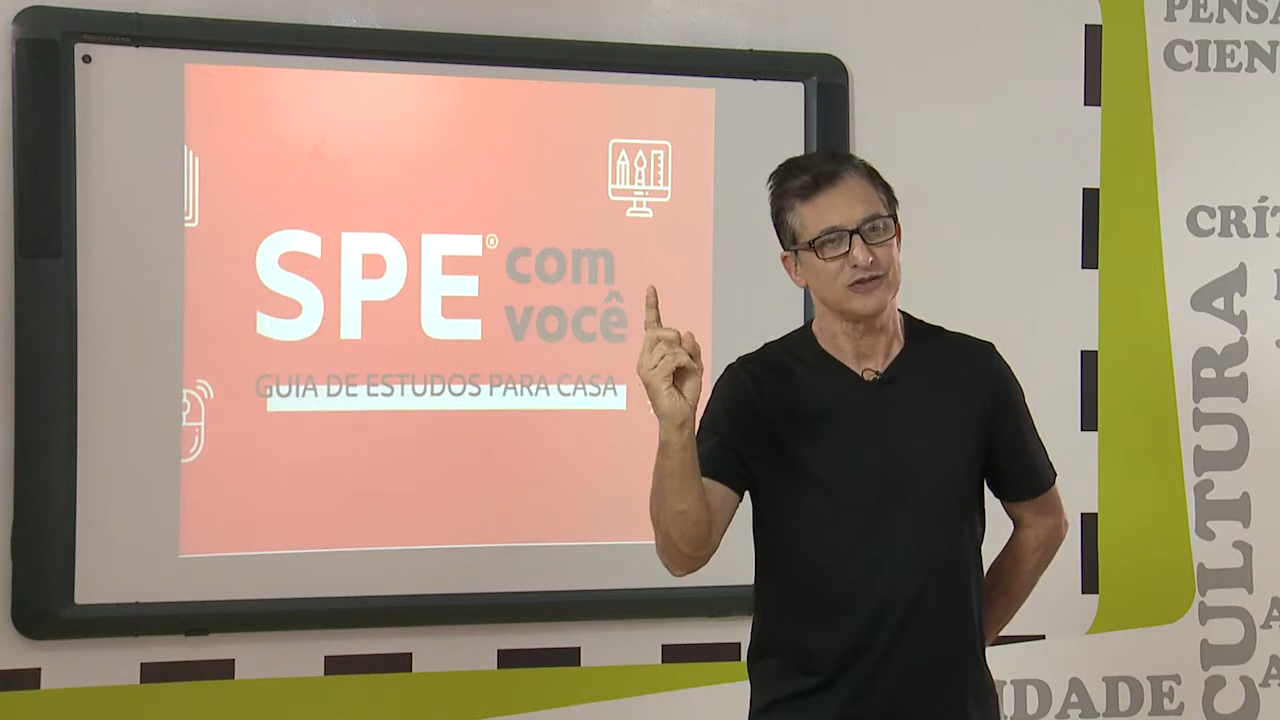 SPE®
com
você
GUIA DE ESTUDOS PARA CASA
PENSA
CIEN
CRÍT
CULTURA
IDADE